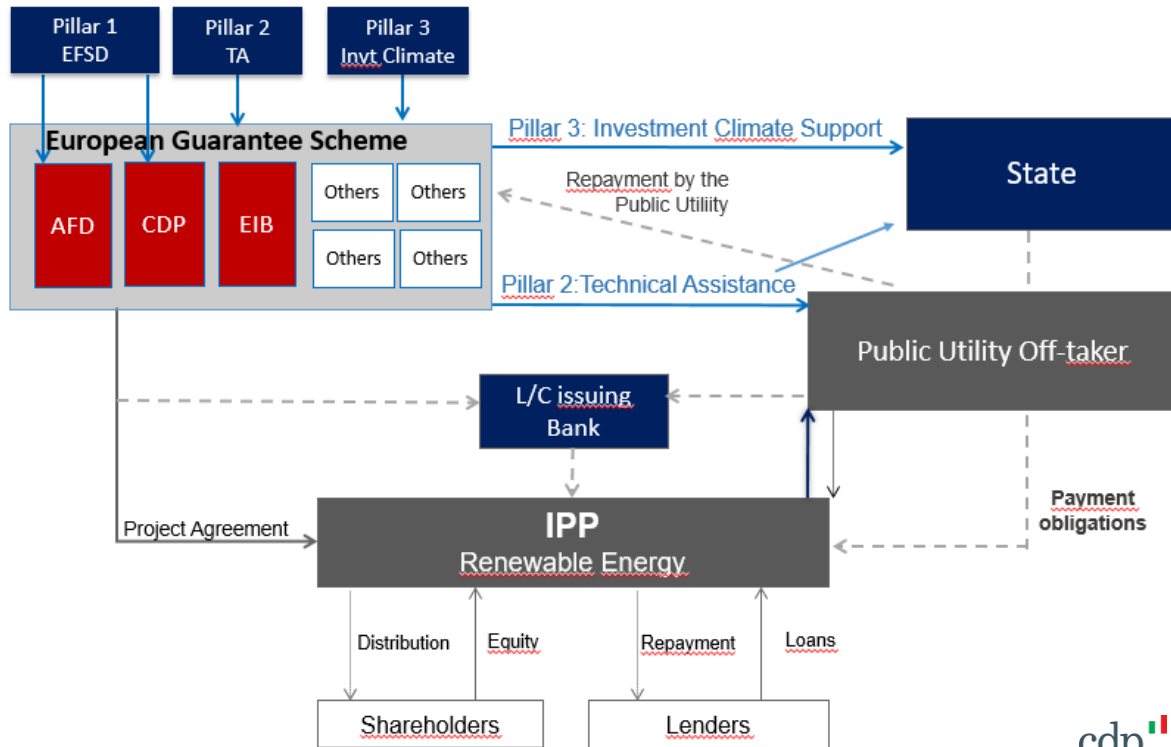 Pillar 1
EFSD
Pillar 2
TA
Pillar 3
Invt Climate
European Guarantee Scheme
AFD
CDP
EIB
Others
Others
Others
Others
Pillar 3: Investment Climate Support
State
Repayment by the
Public Utiliity
Pillar 2:Technical Assistance
Public Utility Off-taker
L/C issuing
Bank
Project Agreement
IPP
Renewable Energy
Payment
obligations
Distribution
Equity
Repayment
Loans
Shareholders
Lenders
cdp